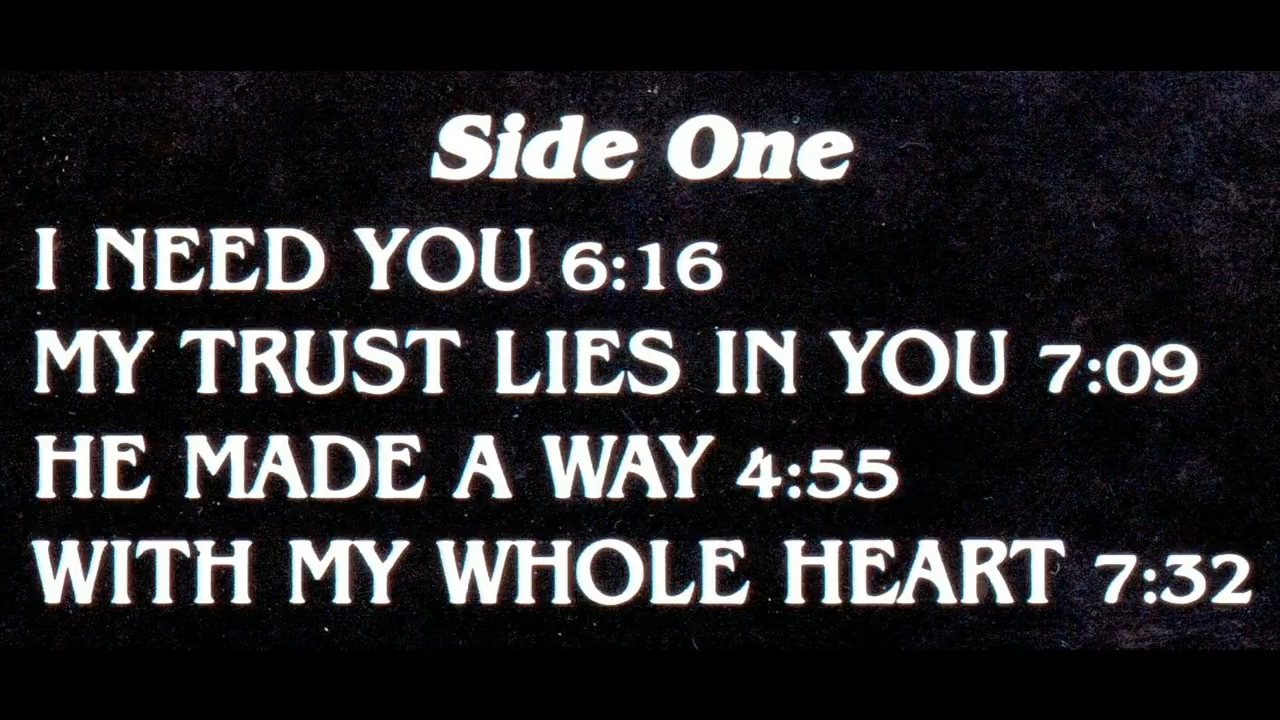 Side One
I NEED YOU 6:16
MY TRUST LIES IN YOU 7:09
HE MADE A WAY 4:55
WITH MY WHOLE HEART 7:32